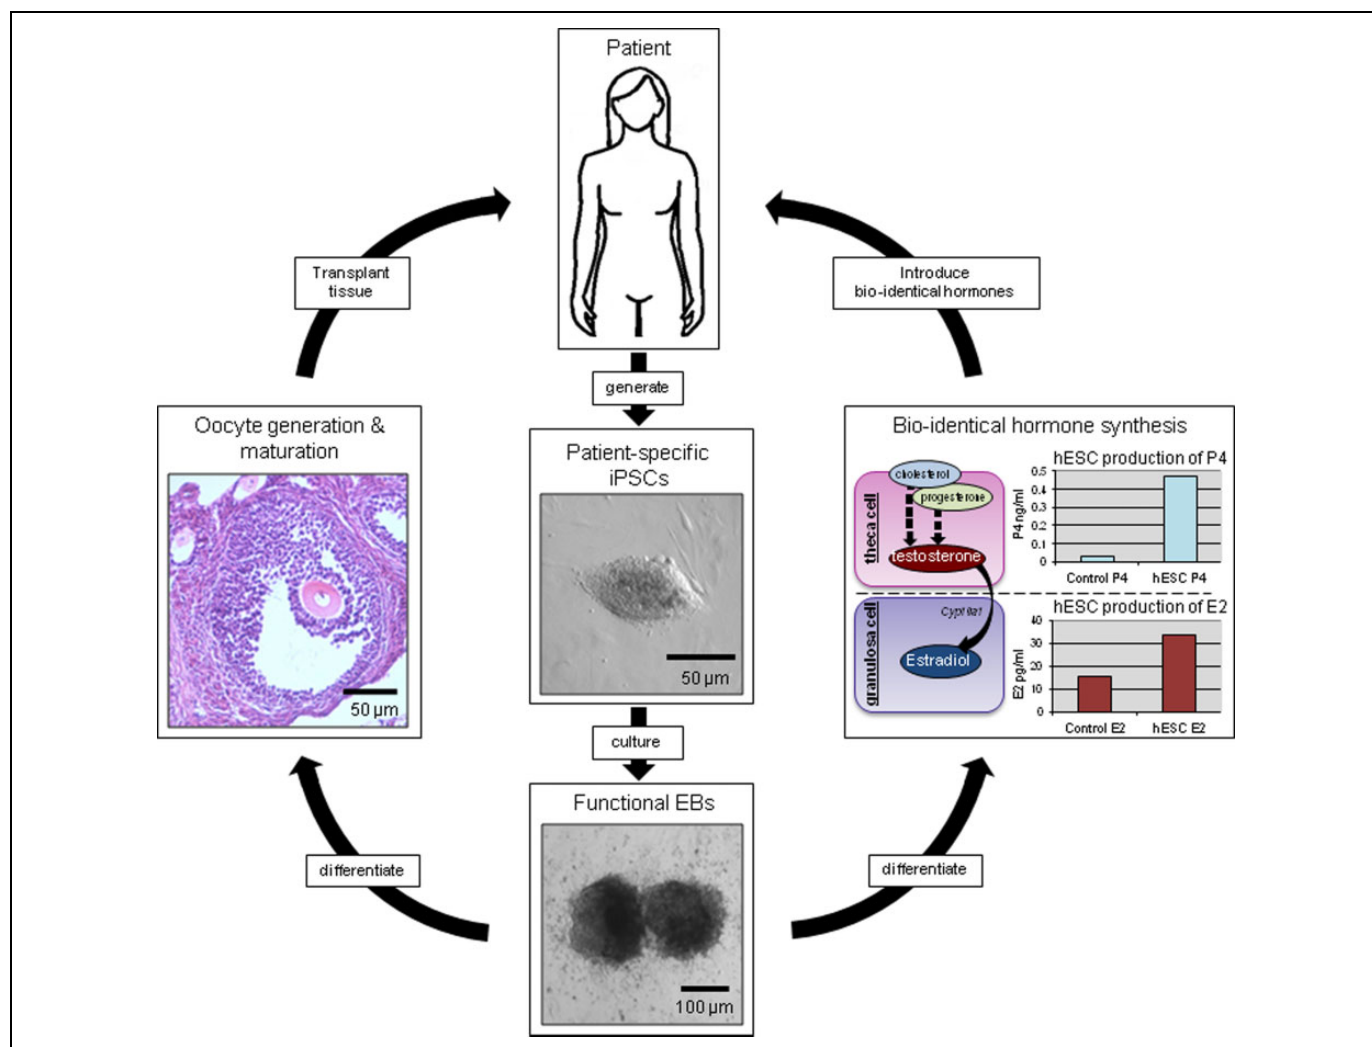 Patient
Transplant
tissue
Introduce
bio-identical hormones
generate
Oocyte generation &
maturation
50 µm
Patient-specific
iPSCs
50 µm
Bio-identical hormone synthesis
theca cell
cholesterol
progesterone
testosterone
granulosa cell
Estradiol
hESC production of P4
P4 ng/ml
0.5
0.4
0.3
0.2
0.1
0
Control P4
hESC P4
hESC production of E2
E2 pg/ml
40
30
20
10
0
Control E2
hESC E2
culture
Functional EBs
100 µm
differentiate
differentiate